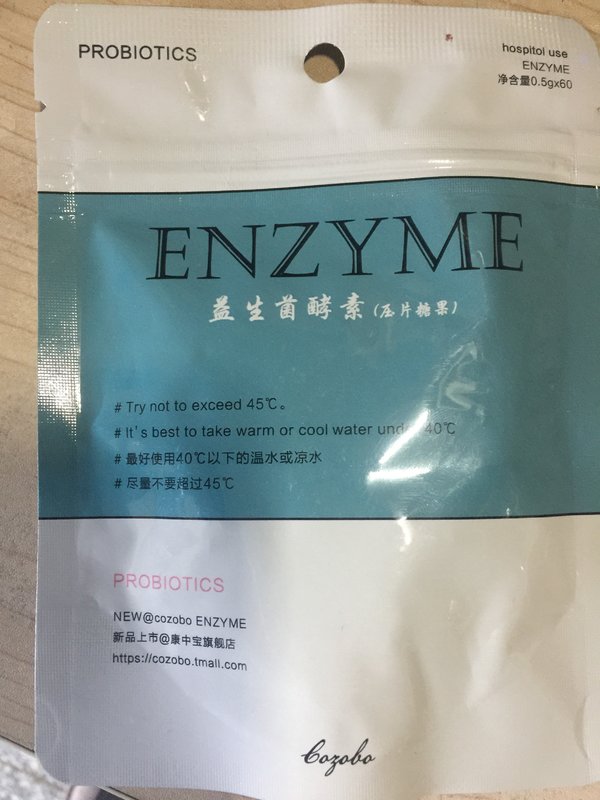 PROBIOTICS
hospitol use
ENZYME
净含量0.5gx60
ENZYME
益生菌酵素(压片糖果)
# Try not to exceed 45℃。
# It's best to take warm or cool water under 40℃
# 最好使用40℃以下的温水或凉水
# 尽量不要超过45℃
PROBIOTICS
NEW@cozobo ENZYME
新品上市@康中宝旗舰店
https://cozobo.tmall.com
Cozobo